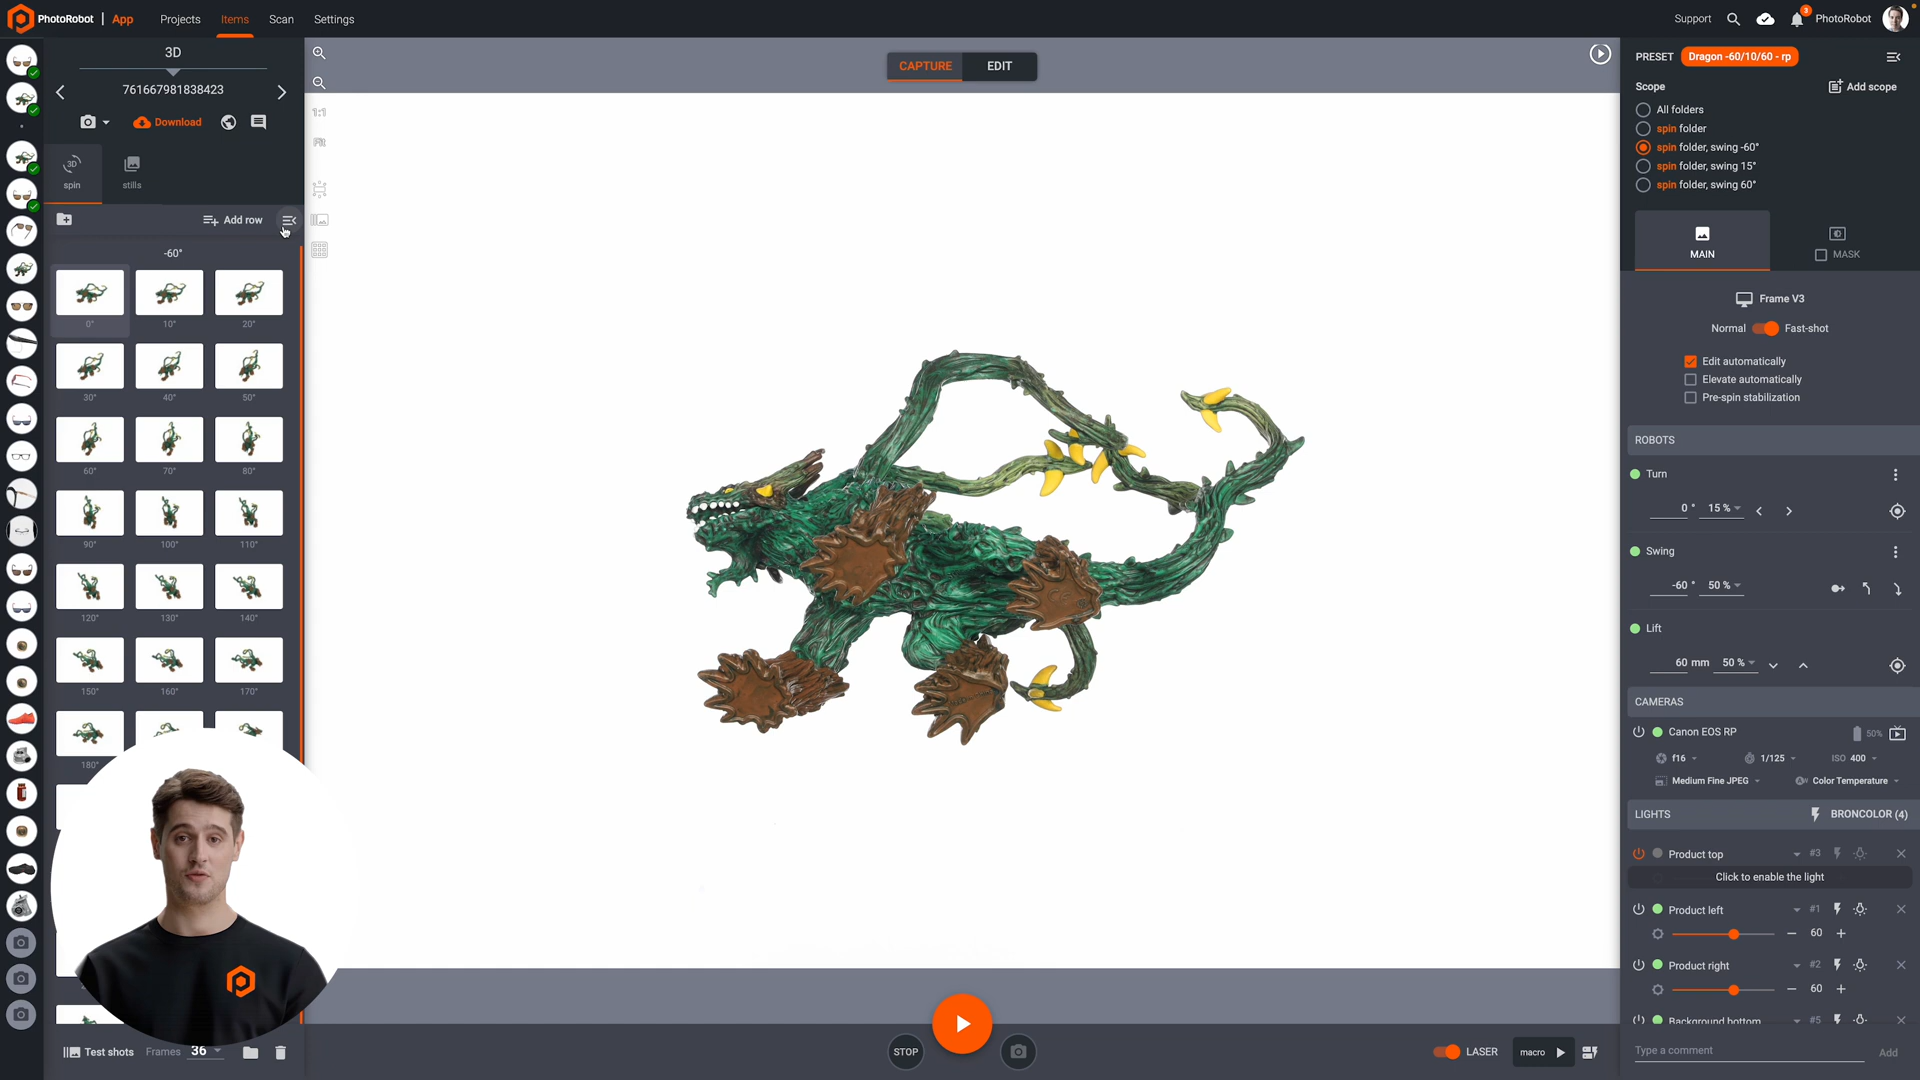 PhotoRobot | App
Projects
Items
Scan
Settings
Support
3
PhotoRobot
3D
761667981838423
Download
3D
spin
stills
Add row
-60°
0°
10°
20°
30°
40°
50°
60°
70°
80°
90°
100°
110°
120°
130°
140°
150°
160°
170°
180°
Test shots
Frames
36
1:1
Fit
CAPTURE
EDIT
STOP
LASER
macro
PRESET
Dragon -60/10/60 - rp
Scope
Add scope
All folders
spin folder
spin folder, swing -60°
spin folder, swing 15°
spin folder, swing 60°
MAIN
MASK
Frame V3
Normal
Fast-shot
Edit automatically
Elevate automatically
Pre-spin stabilization
ROBOTS
Turn
0 °
15 %
Swing
-60 °
50 %
Lift
60 mm
50 %
CAMERAS
Canon EOS RP
50%
f16
1/125
ISO 400
Medium Fine JPEG
Color Temperature
LIGHTS
BRONCOLOR (4)
Product top
#3
Click to enable the light
Product left
#1
60
Product right
#2
60
Background bottom
#5
Type a comment
Add